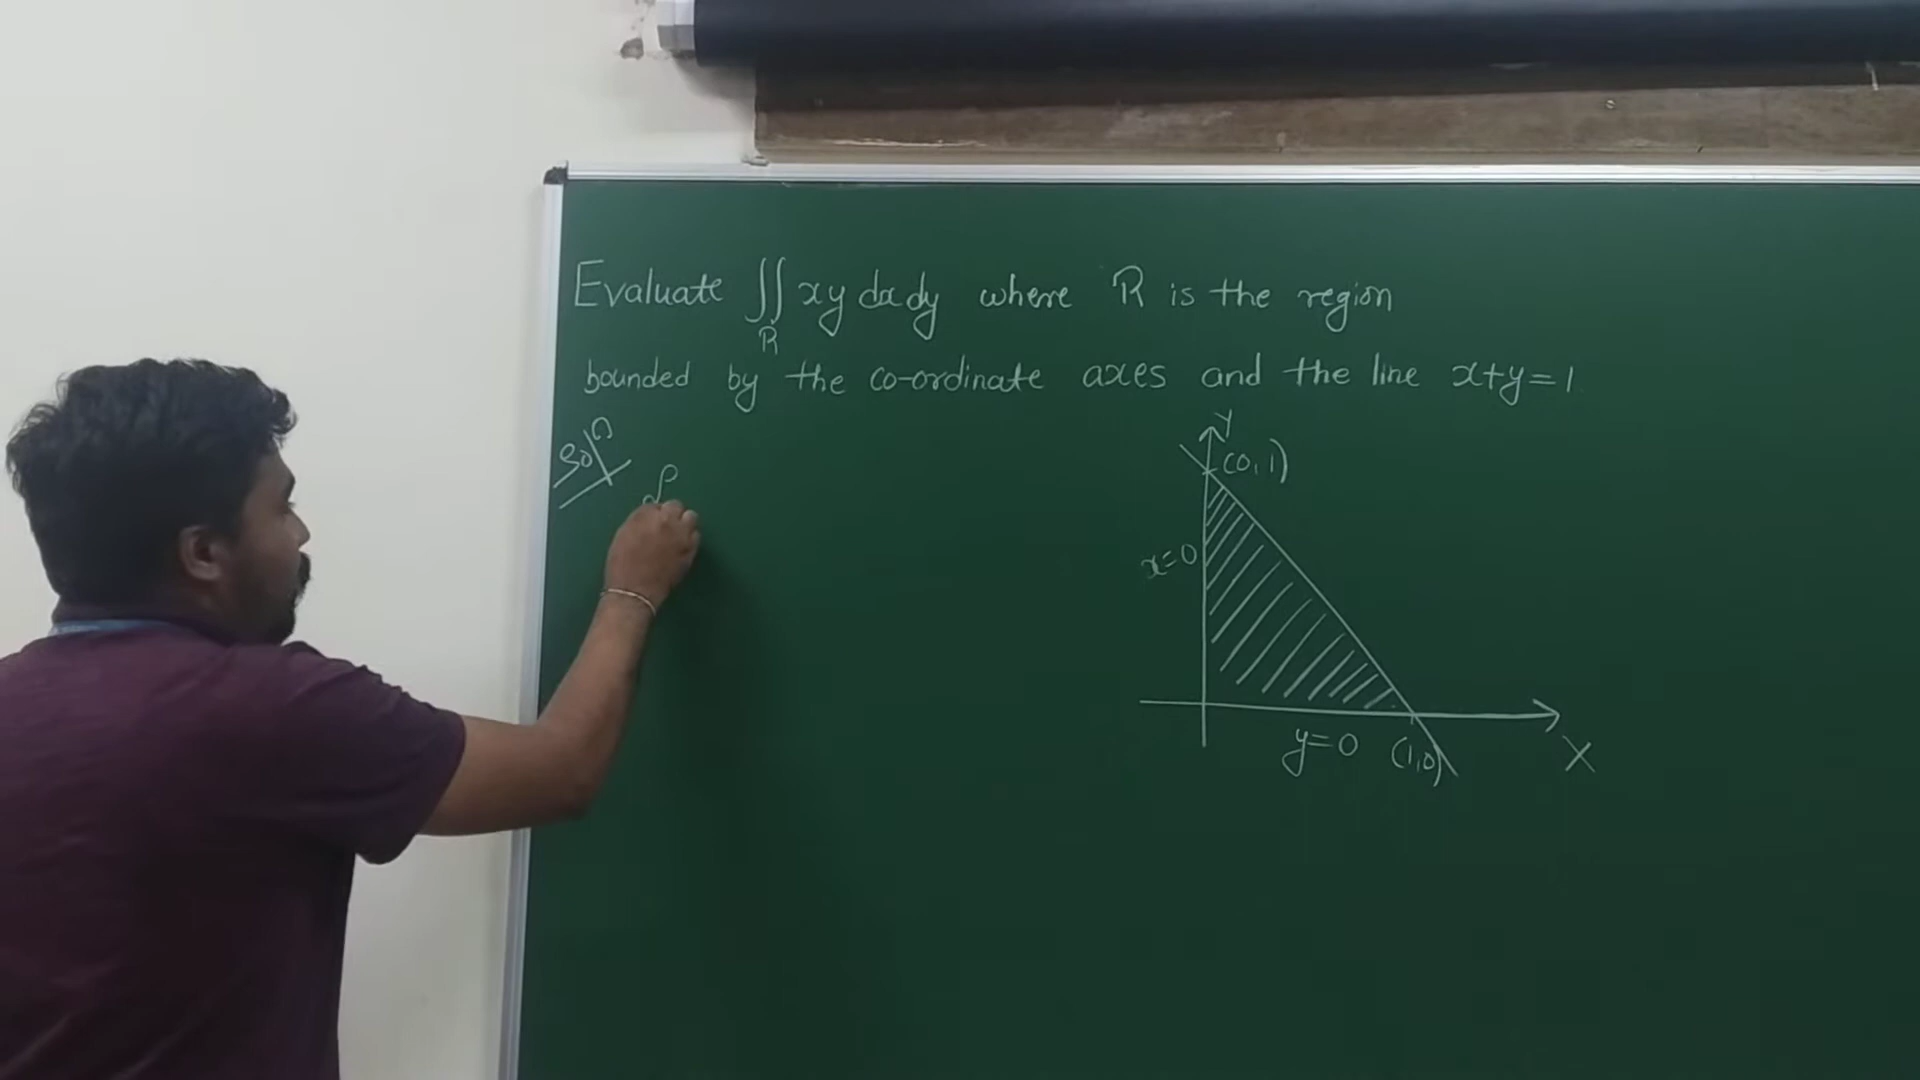 Evaluate ∬ xy dx dy where R is the region
R
bounded by the co-ordinate axes and the line x+y=1
Sol n
Y
(0,1)
x=0
y=0 (1,0)
X